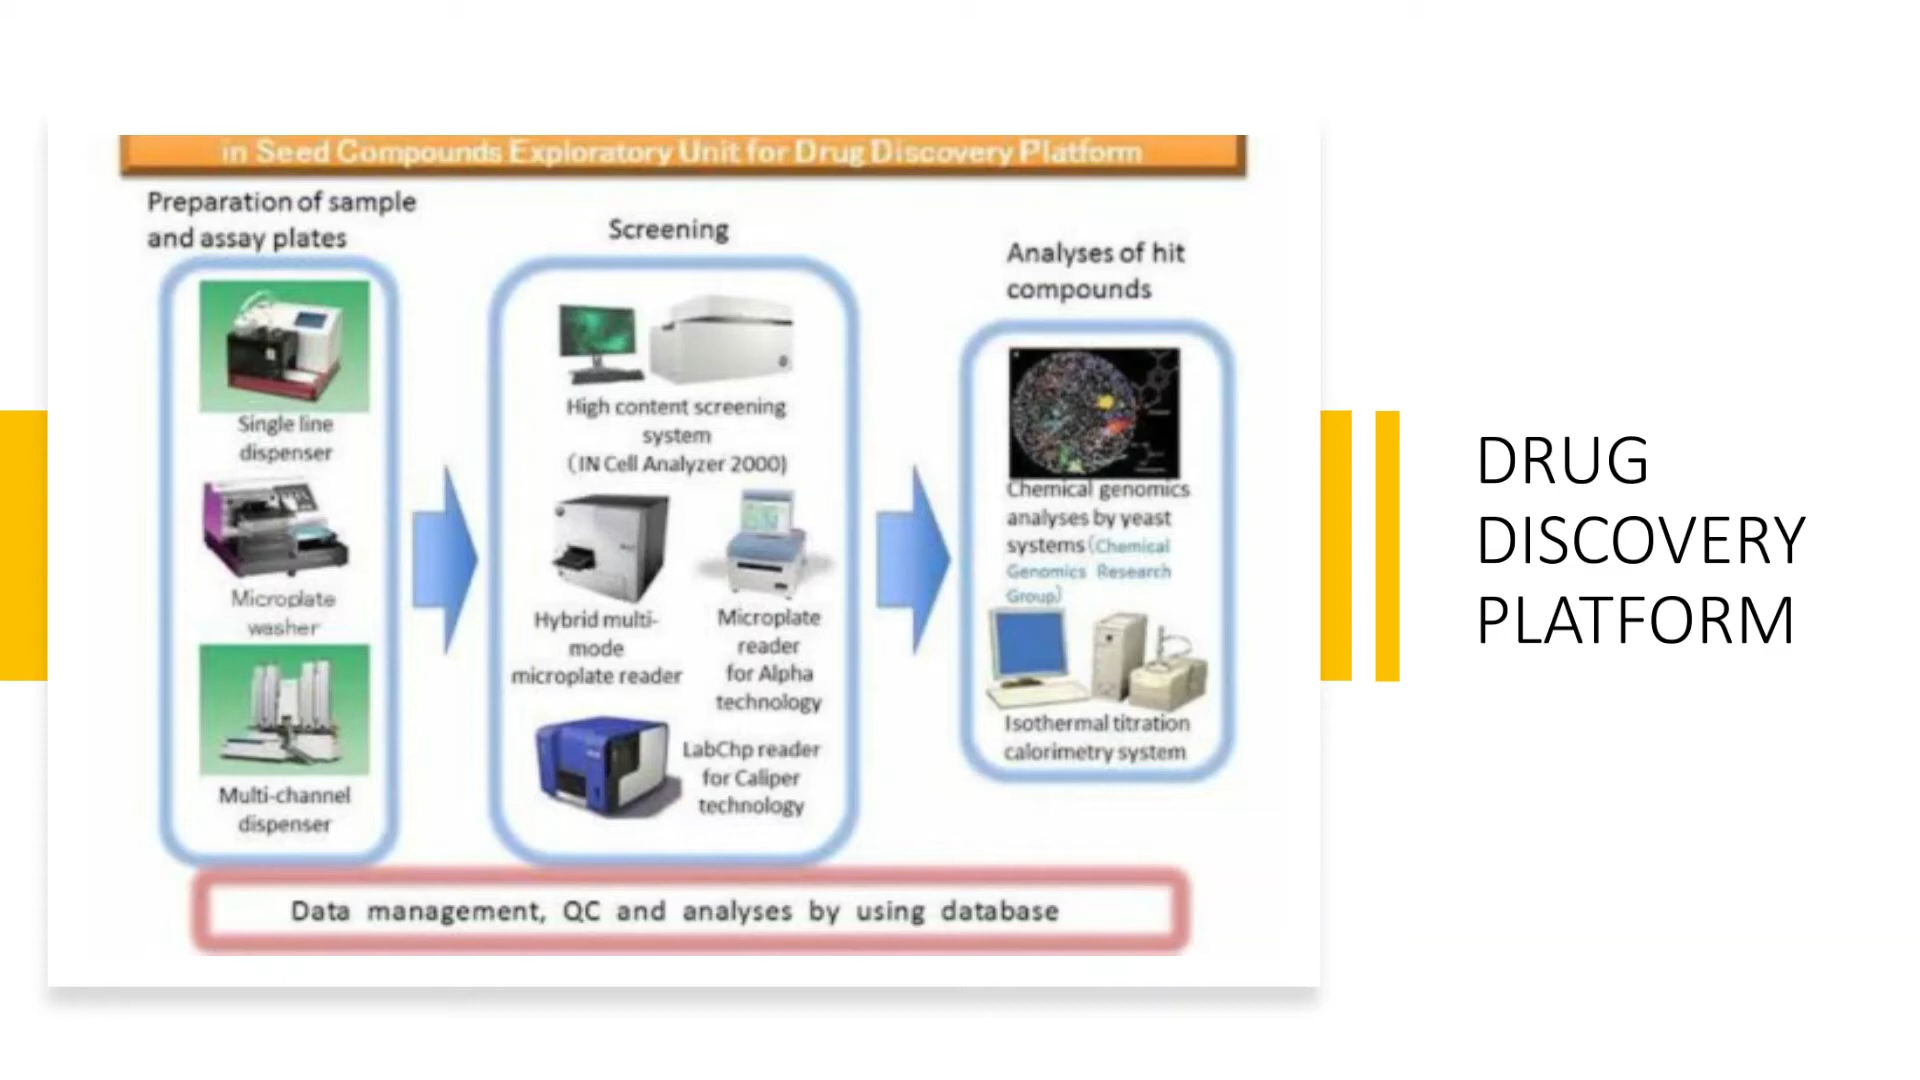 in Seed Compounds Exploratory Unit for Drug Discovery Platform
Preparation of sample
and assay plates
Single line
dispenser
Microplate
washer
Multi-channel
dispenser
Screening
High content screening
system
(IN Cell Analyzer 2000)
Hybrid multi-
mode
microplate reader
Microplate
reader
for Alpha
technology
LabChp reader
for Caliper
technology
Analyses of hit
compounds
Chemical genomics
analyses by yeast
systems (Chemical
Genomics Research
Group)
Isothermal titration
calorimetry system
Data management, QC and analyses by using database
DRUG
DISCOVERY
PLATFORM